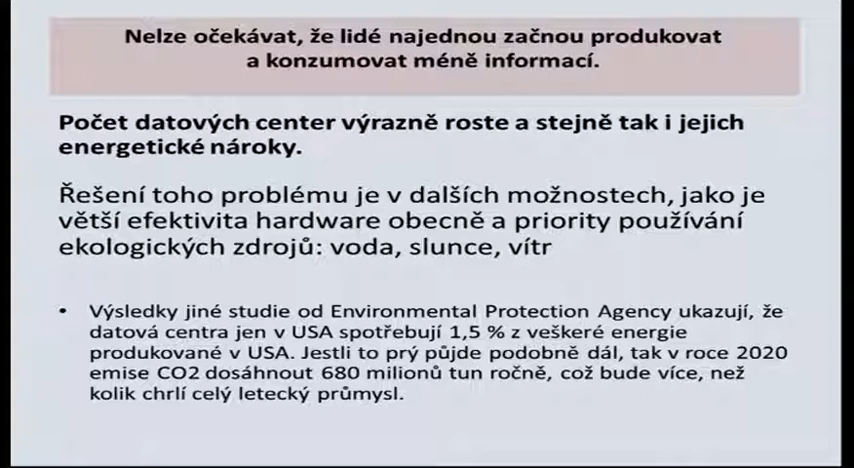 Nelze očekávat, že lidé najednou začnou produkovat
a konzumovat méně informací.
Počet datových center výrazně roste a stejně tak i jejich
energetické nároky.
Řešení toho problému je v dalších možnostech, jako je
větší efektivita hardware obecně a priority používání
ekologických zdrojů: voda, slunce, vítr
• Výsledky jiné studie od Environmental Protection Agency ukazují, že
datová centra jen v USA spotřebují 1,5 % z veškeré energie
produkované v USA. Jestli to prý půjde podobně dál, tak v roce 2020
emise CO2 dosáhnout 680 milionů tun ročně, což bude více, než
kolik chrlí celý letecký průmysl.